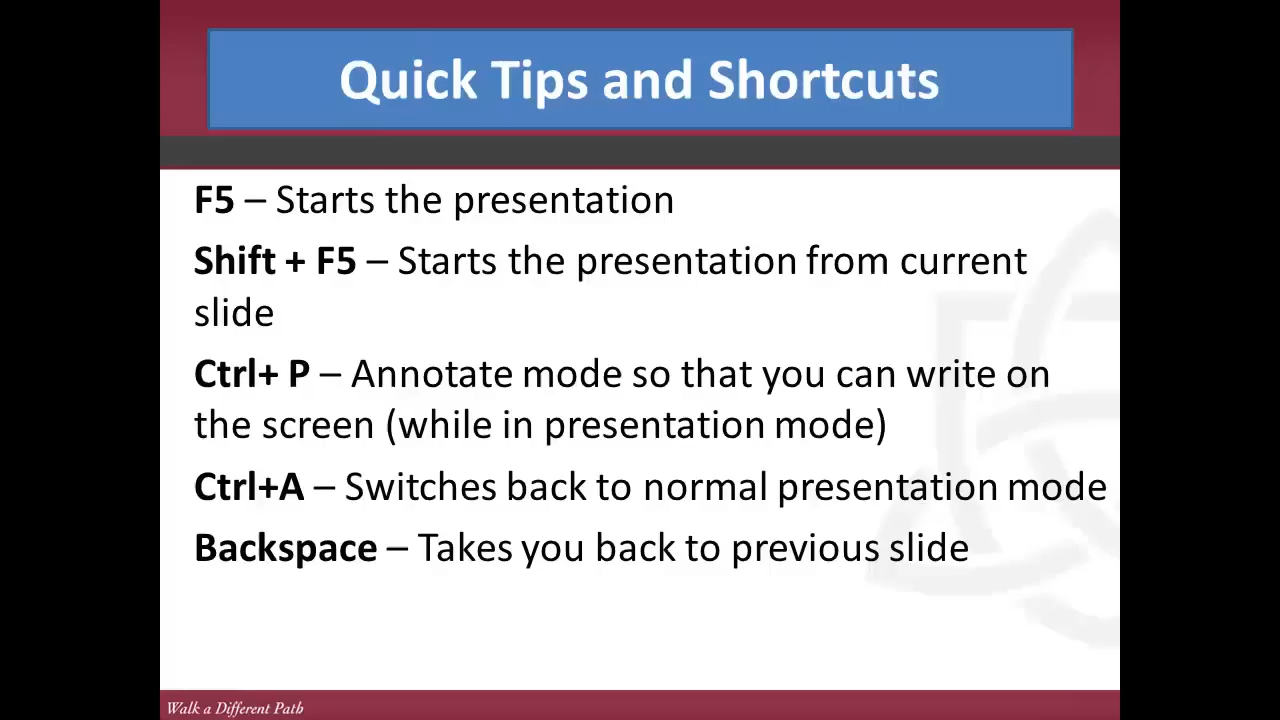 Quick Tips and Shortcuts
F5 – Starts the presentation
Shift + F5 – Starts the presentation from current
slide
Ctrl+ P – Annotate mode so that you can write on
the screen (while in presentation mode)
Ctrl+A – Switches back to normal presentation mode
Backspace – Takes you back to previous slide
Walk a Different Path